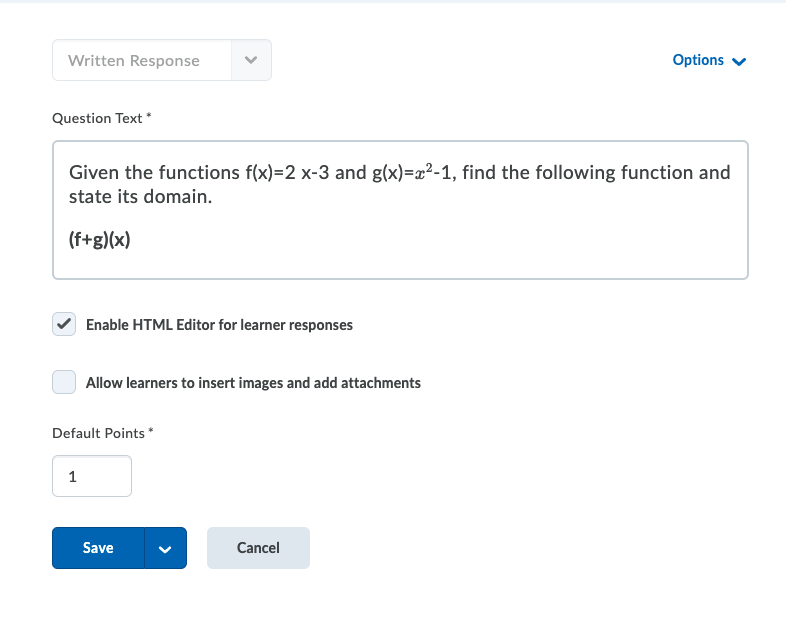 Written Response
Options
Question Text *
Given the functions f(x)=2 x-3 and g(x)=x²-1, find the following function and
state its domain.
(f+g)(x)
Enable HTML Editor for learner responses
Allow learners to insert images and add attachments
Default Points *
1
Save
Cancel